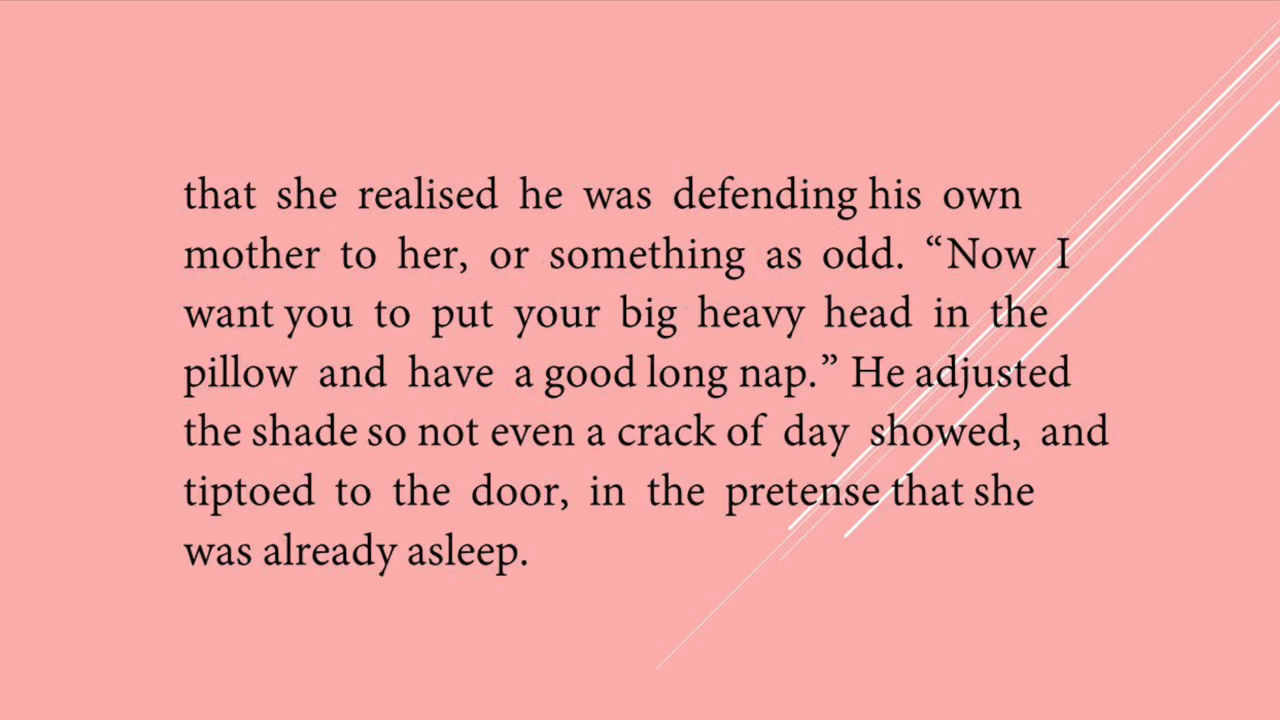 that she realised he was defending his own
mother to her, or something as odd. “Now I
want you to put your big heavy head in the
pillow and have a good long nap.” He adjusted
the shade so not even a crack of day showed, and
tiptoed to the door, in the pretense that she
was already asleep.